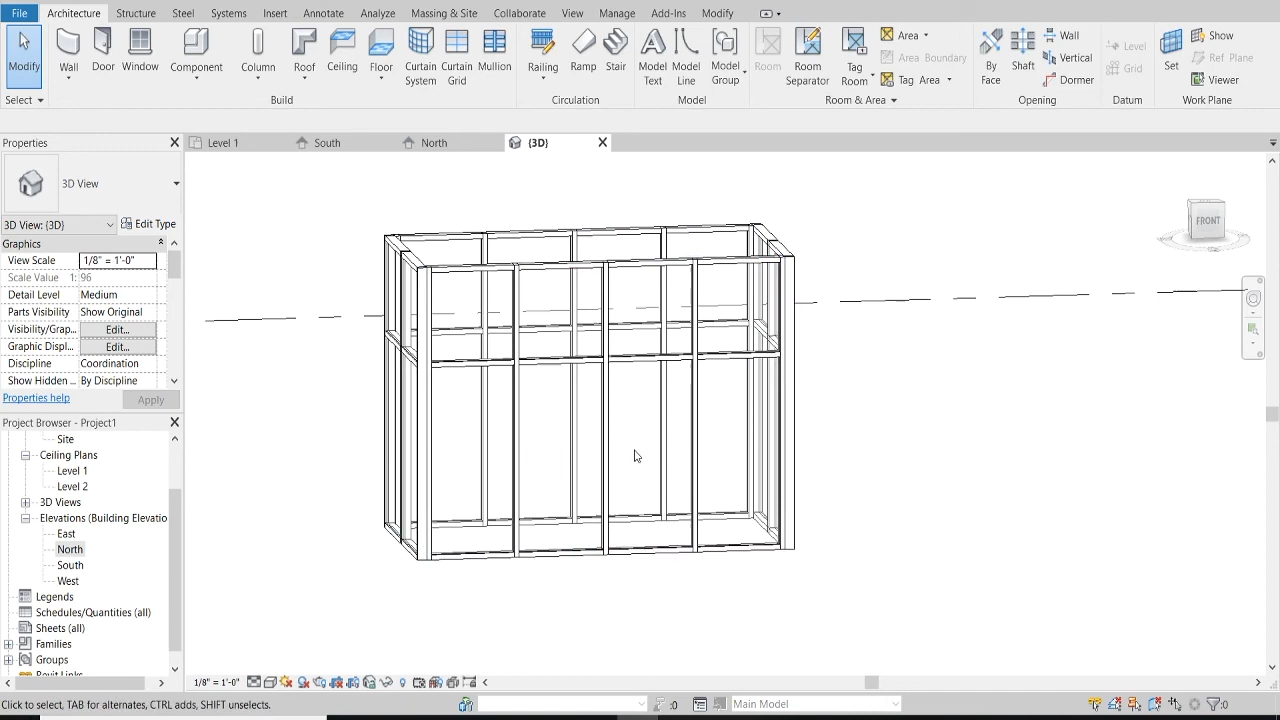 File Architecture Structure Steel Systems Insert Annotate Analyze Massing & Site Collaborate View Manage Add-Ins Modify
Modify Wall Door Window Component Column Roof Ceiling Floor Curtain System Curtain Grid Mullion Railing Ramp Stair Model Text Model Line Model Group Room Room Separator Tag Room Area Area Boundary Tag Area By Face Shaft Wall Vertical Dormer Level Grid Set Show Ref Plane Viewer
Select Build Circulation Model Room & Area Opening Datum Work Plane
Properties
Level 1 South North {3D}
3D View
3D View: {3D} Edit Type
Graphics
View Scale 1/8" = 1'-0"
Scale Value 1: 96
Detail Level Medium
Parts Visibility Show Original
Visibility/Grap... Edit...
Graphic Displ... Edit...
Discipline Coordination
Show Hidden ... By Discipline
Properties help Apply
Project Browser - Project1
Site
Ceiling Plans
Level 1
Level 2
3D Views
Elevations (Building Elevatio
East
North
South
West
Legends
Schedules/Quantities (all)
Sheets (all)
Families
Groups
Revit Links
FRONT
1/8" = 1'-0"
Click to select, TAB for alternates, CTRL adds, SHIFT unselects. :0 Main Model :0